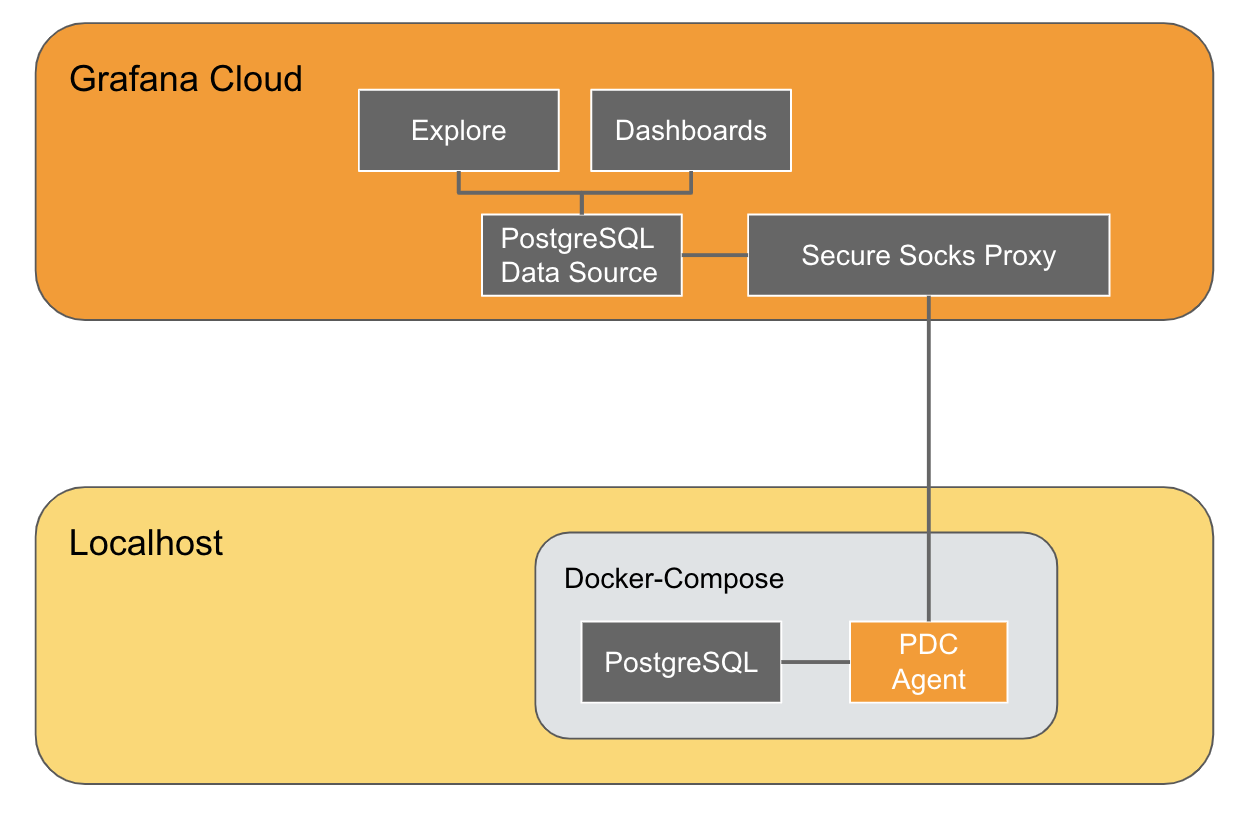 Grafana Cloud
Explore
Dashboards
PostgreSQL
Data Source
Secure Socks Proxy
Localhost
Docker-Compose
PostgreSQL
PDC
Agent